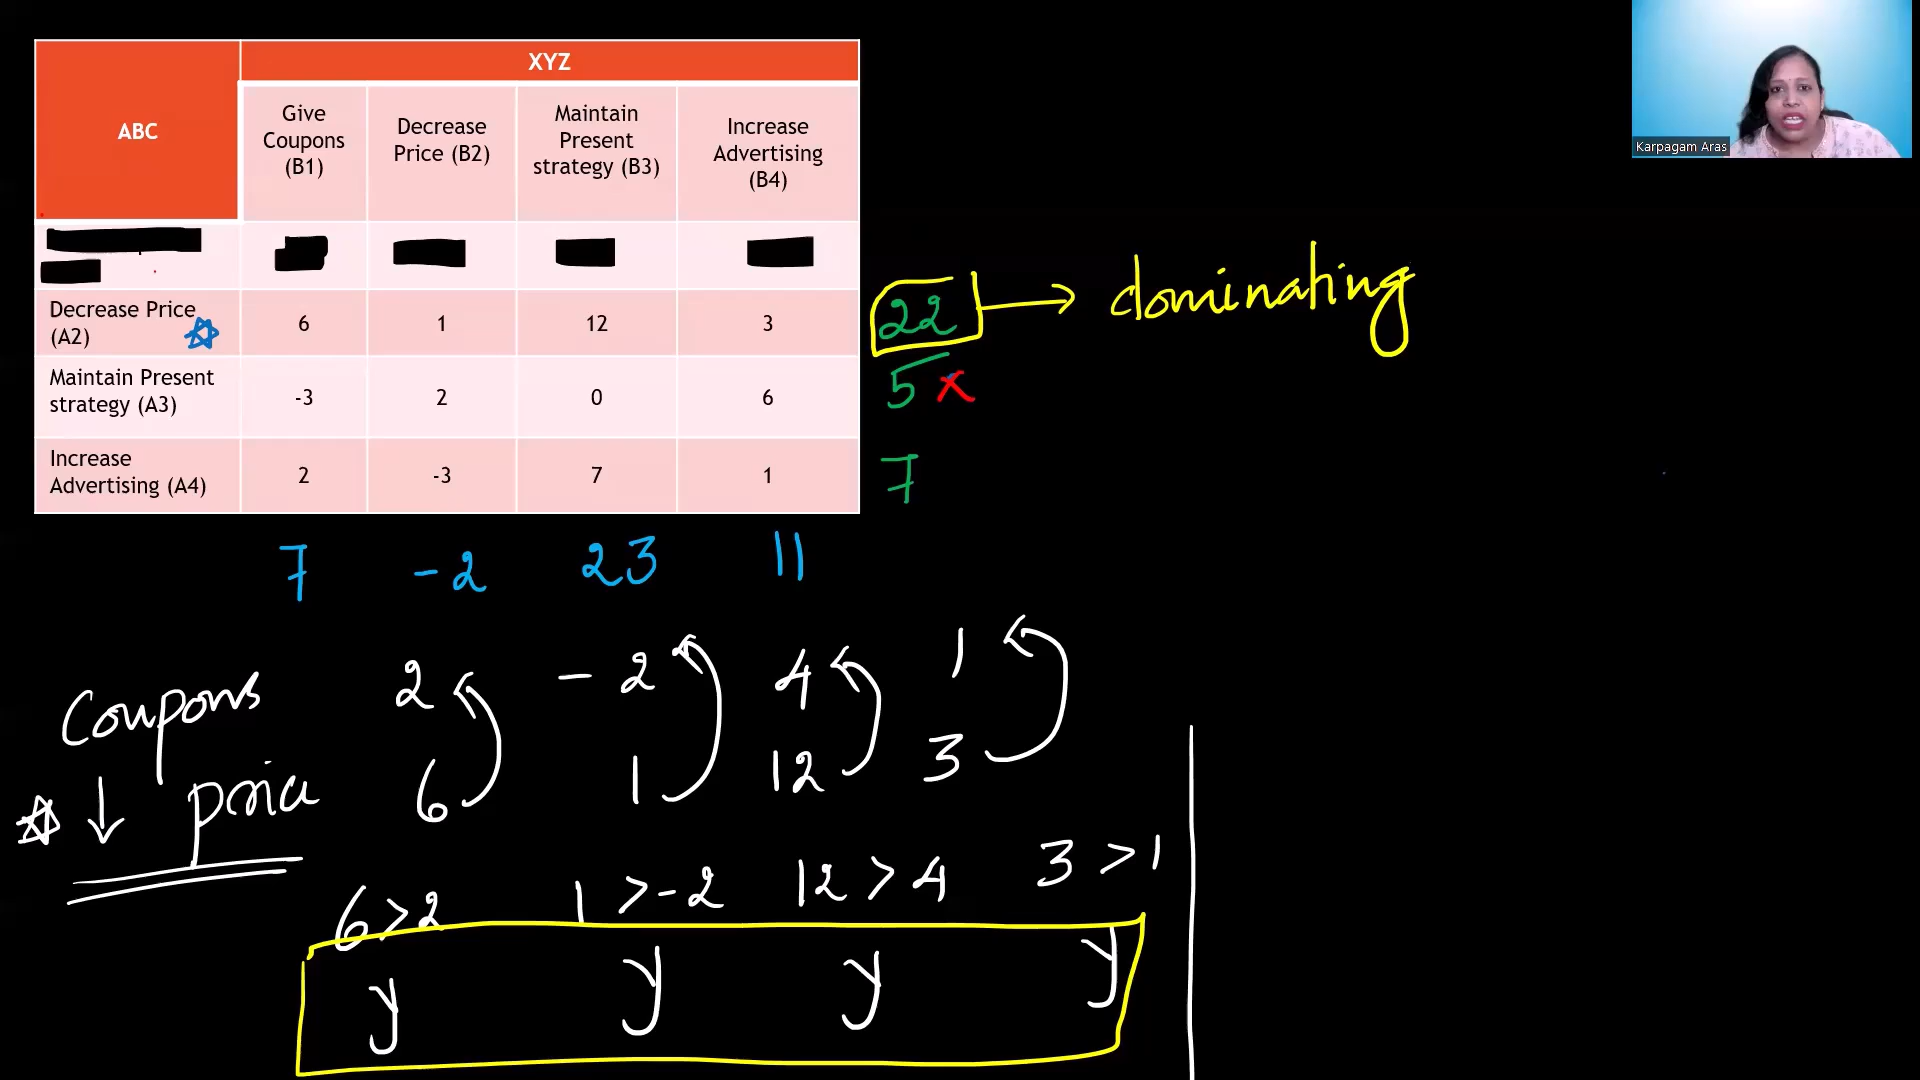 XYZ
ABC
Give Coupons (B1)
Decrease Price (B2)
Maintain Present strategy (B3)
Increase Advertising (B4)
Decrease Price (A2) 6 1 12 3 22 → dominating
Maintain Present strategy (A3) -3 2 0 6 5 x
Increase Advertising (A4) 2 -3 7 1 7
7 -2 23 11
Coupons 2 -2 4 1
↓ price 6 1 12 3
6>2 1>-2 12>4 3>1
y y y y
Karpagam Aras